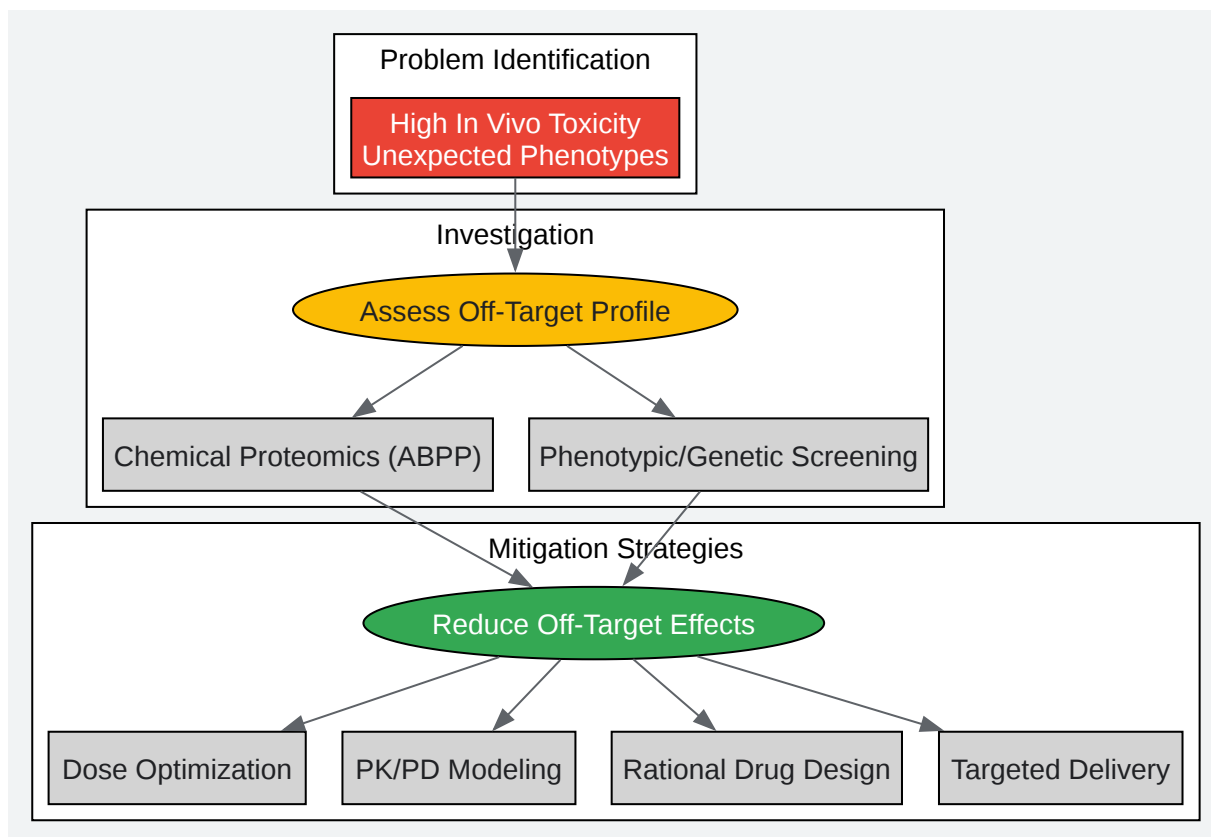 Problem Identification
High In Vivo Toxicity
Unexpected Phenotypes
Investigation
Assess Off-Target Profile
Chemical Proteomics (ABPP)
Phenotypic/Genetic Screening
Mitigation Strategies
Reduce Off-Target Effects
Dose Optimization
PK/PD Modeling
Rational Drug Design
Targeted Delivery